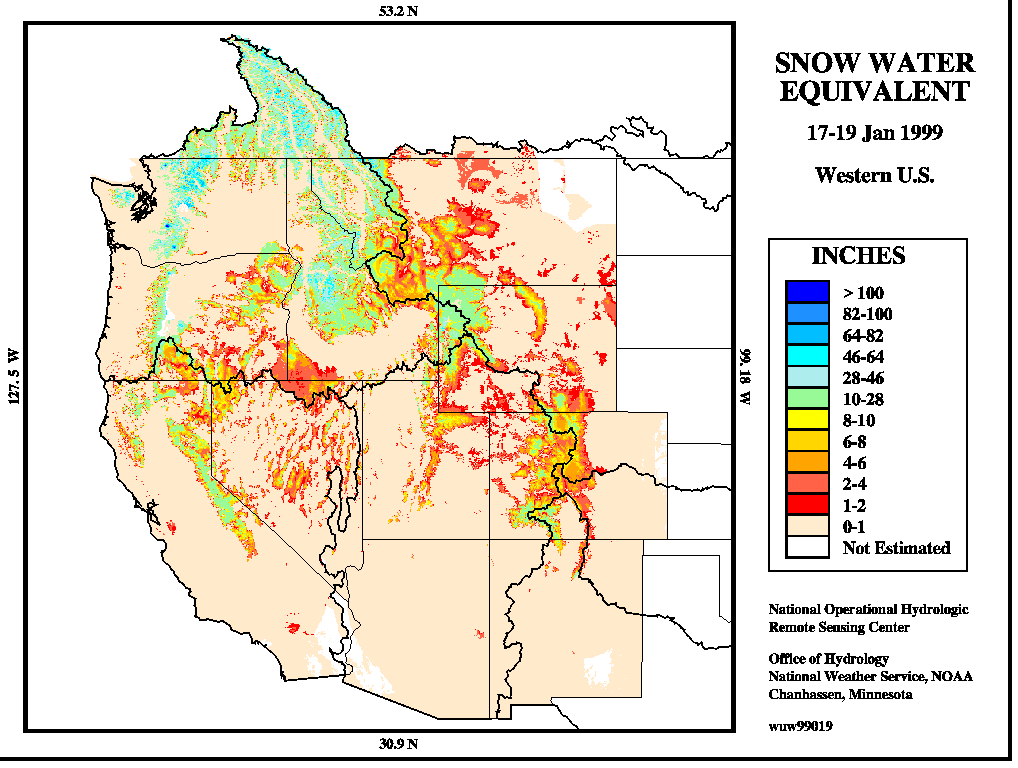 53.2 N
SNOW WATER
EQUIVALENT
17-19 Jan 1999
Western U.S.
INCHES
> 100
82-100
64-82
46-64
28-46
10-28
8-10
6-8
4-6
2-4
1-2
0-1
Not Estimated
127.5 W
99.18 W
National Operational Hydrologic
Remote Sensing Center
Office of Hydrology
National Weather Service, NOAA
Chanhassen, Minnesota
wuw99019
30.9 N